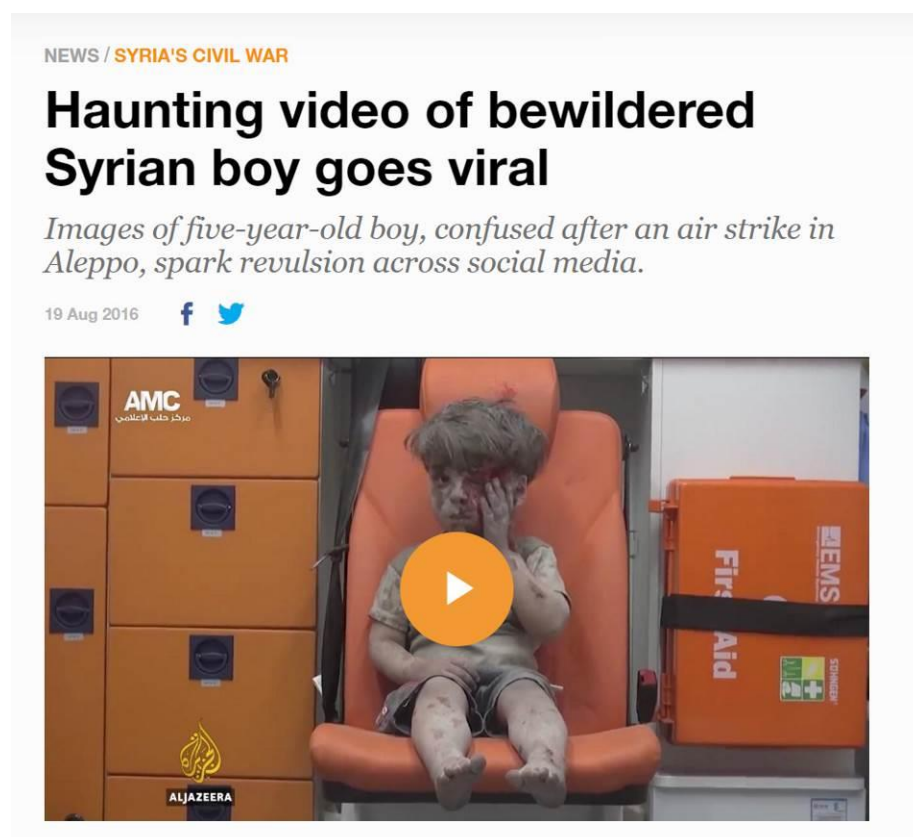 NEWS / SYRIA'S CIVIL WAR
Haunting video of bewildered
Syrian boy goes viral
Images of five-year-old boy, confused after an air strike in
Aleppo, spark revulsion across social media.
19 Aug 2016
AMC
مركز حلب الإعلامي
EMS
First Aid
SÖHNGEN
الجزيرة
ALJAZEERA